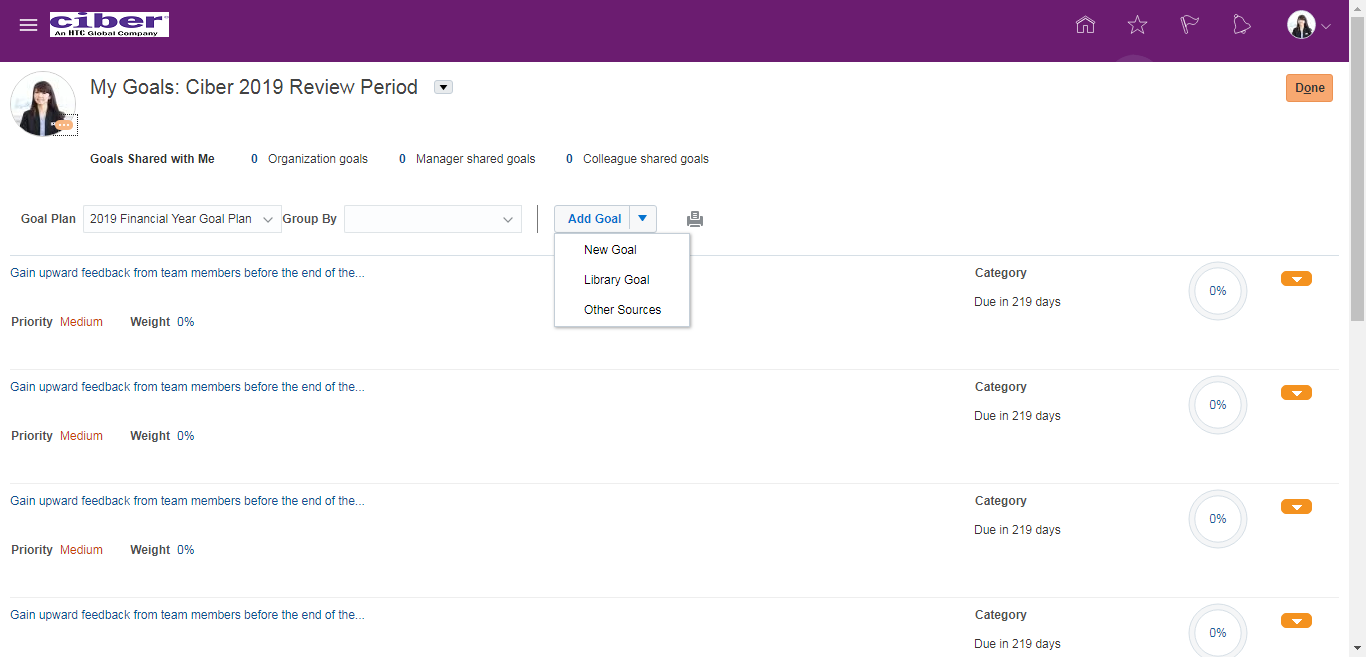 ciber
An HTC Global Company
My Goals: Ciber 2019 Review Period
Done
Goals Shared with Me 0 Organization goals 0 Manager shared goals 0 Colleague shared goals
Goal Plan 2019 Financial Year Goal Plan Group By Add Goal
New Goal
Library Goal
Other Sources
Gain upward feedback from team members before the end of the... Category
Due in 219 days
0%
Priority Medium Weight 0%
Gain upward feedback from team members before the end of the... Category
Due in 219 days
0%
Priority Medium Weight 0%
Gain upward feedback from team members before the end of the... Category
Due in 219 days
0%
Priority Medium Weight 0%
Gain upward feedback from team members before the end of the... Category
Due in 219 days
0%